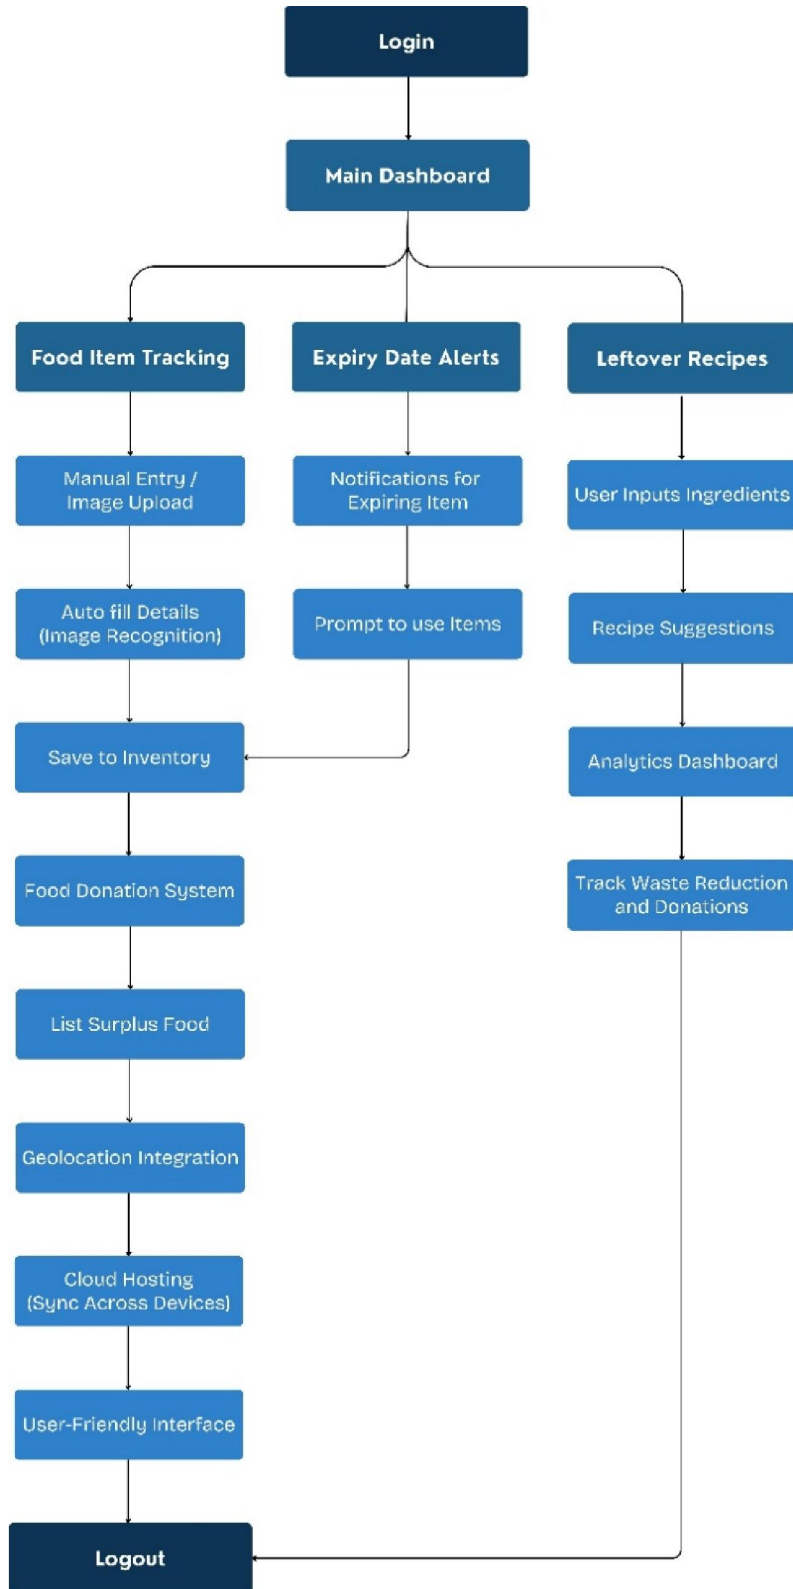 Login
Main Dashboard
Food Item Tracking
Expiry Date Alerts
Leftover Recipes
Manual Entry /
Image Upload
Notifications for
Expiring Item
User Inputs Ingredients
Auto fill Details
(Image Recognition)
Prompt to use Items
Recipe Suggestions
Save to Inventory
Analytics Dashboard
Food Donation System
Track Waste Reduction
and Donations
List Surplus Food
Geolocation Integration
Cloud Hosting
(Sync Across Devices)
User-Friendly Interface
Logout